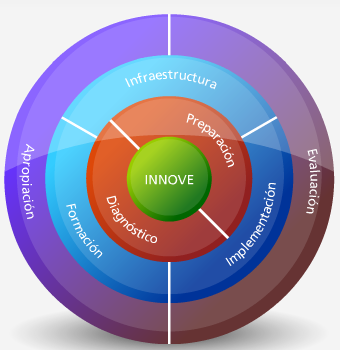 Infraestructura
Preparación
Apropiación
Evaluación
INNOVE
Diagnóstico
Formación
Implementación